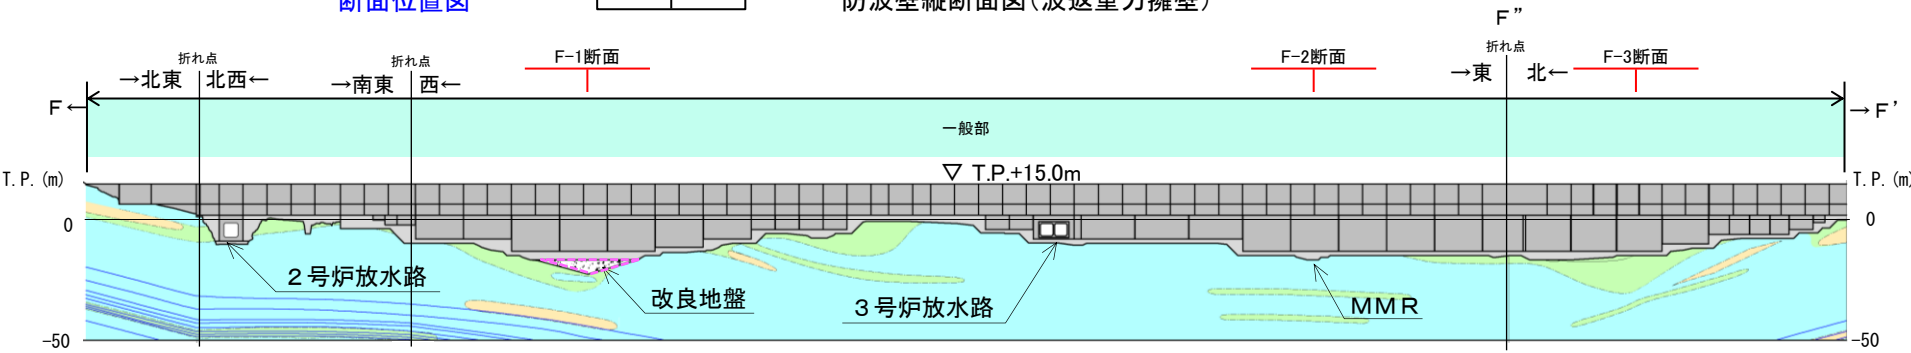 断面位置図
防波壁縦断面図(波返重力擁壁)
F”
折れ点
折れ点
F-1断面
F-2断面
折れ点
F-3断面
→北東 北西←
→南東 西←
→東 北←
F←
→F’
一般部
T.P.(m)
▽ T.P.+15.0m
T.P.(m)
0
0
2号炉放水路
改良地盤
3号炉放水路
MMR
-50
-50